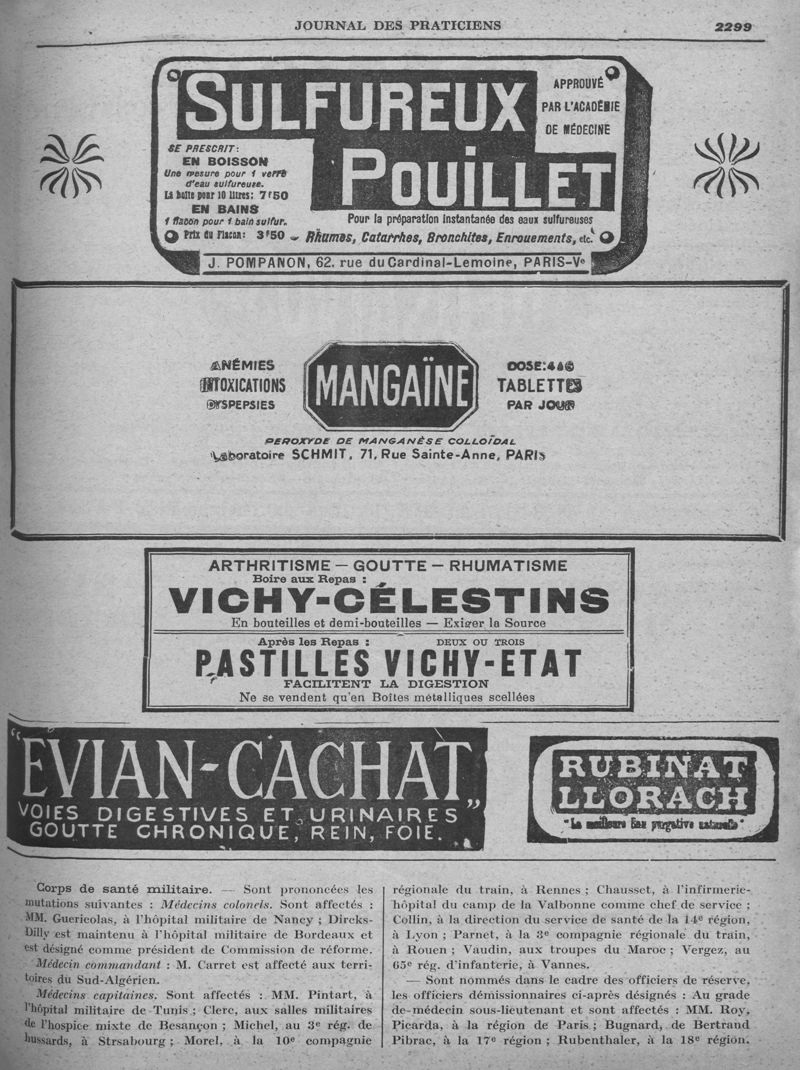 JOURNAL DES PRATICIENS
2299
SULFUREUX
POUILLET
APPROUVÉ
PAR L'ACADÉMIE
DE MÉDECINE
SE PRESCRIT:
EN BOISSON
Une mesure pour 1 verre
d'eau sulfureuse.
La boîte pour 10 litres: 7f50
EN BAINS
1 flacon pour 1 bain sulfur.
Prix du Flacon: 3f50
Pour la préparation instantanée des eaux sulfureuses
Rhumes, Catarrhes, Bronchites, Enrouements, etc.
J. POMPANON, 62. rue du Cardinal-Lemoine, PARIS-Ve
ANÉMIES
INTOXICATIONS
DYSPEPSIES
MANGAÏNE
DOSE: 4 à 6
TABLETTES
PAR JOUR
PEROXYDE DE MANGANÈSE COLLOÏDAL
Laboratoire SCHMIT, 71, Rue Sainte-Anne, PARIS
ARTHRITISME — GOUTTE — RHUMATISME
Boire aux Repas :
VICHY-CÉLESTINS
En bouteilles et demi-bouteilles — Exiger la Source
Après les Repas : DEUX OU TROIS
PASTILLES VICHY-ETAT
FACILITENT LA DIGESTION
Ne se vendent qu'en Boîtes métalliques scellées
"EVIAN-CACHAT"
VOIES DIGESTIVES ET URINAIRES
GOUTTE CHRONIQUE, REIN, FOIE.
RUBINAT
LLORACH
"La meilleure Eau purgative naturelle"
Corps de santé militaire. — Sont prononcées les
mutations suivantes : Médecins colonels. Sont affectés :
MM. Guericolas, à l'hôpital militaire de Nancy ; Dircks-
Dilly est maintenu à l'hôpital militaire de Bordeaux et
est désigné comme président de Commission de réforme.
Médecin commandant : M. Carret est affecté aux terri-
toires du Sud-Algérien.
Médecins capitaines. Sont affectés : MM. Pintart, à
l'hôpital militaire de Tunis ; Clerc, aux salles militaires
de l'hospice mixte de Besançon ; Michel, au 3e rég. de
hussards, à Strsabourg ; Morel, à la 10e compagnie
régionale du train, à Rennes ; Chausset, à l'infirmerie-
hôpital du camp de la Valbonne comme chef de service ;
Collin, à la direction du service de santé de la 14e région,
à Lyon ; Parnet, à la 3e compagnie régionale du train,
à Rouen ; Vaudin, aux troupes du Maroc ; Vergez, au
65e rég. d'infanterie, à Vannes.
— Sont nommés dans le cadre des officiers de réserve,
les officiers démissionnaires ci-après désignés : Au grade
de-médecin sous-lieutenant et sont affectés : MM. Roy,
Picarda, à la région de Paris ; Bugnard, de Bertrand
Pibrac, à la 17e région ; Rubenthaler, à la 18e région.